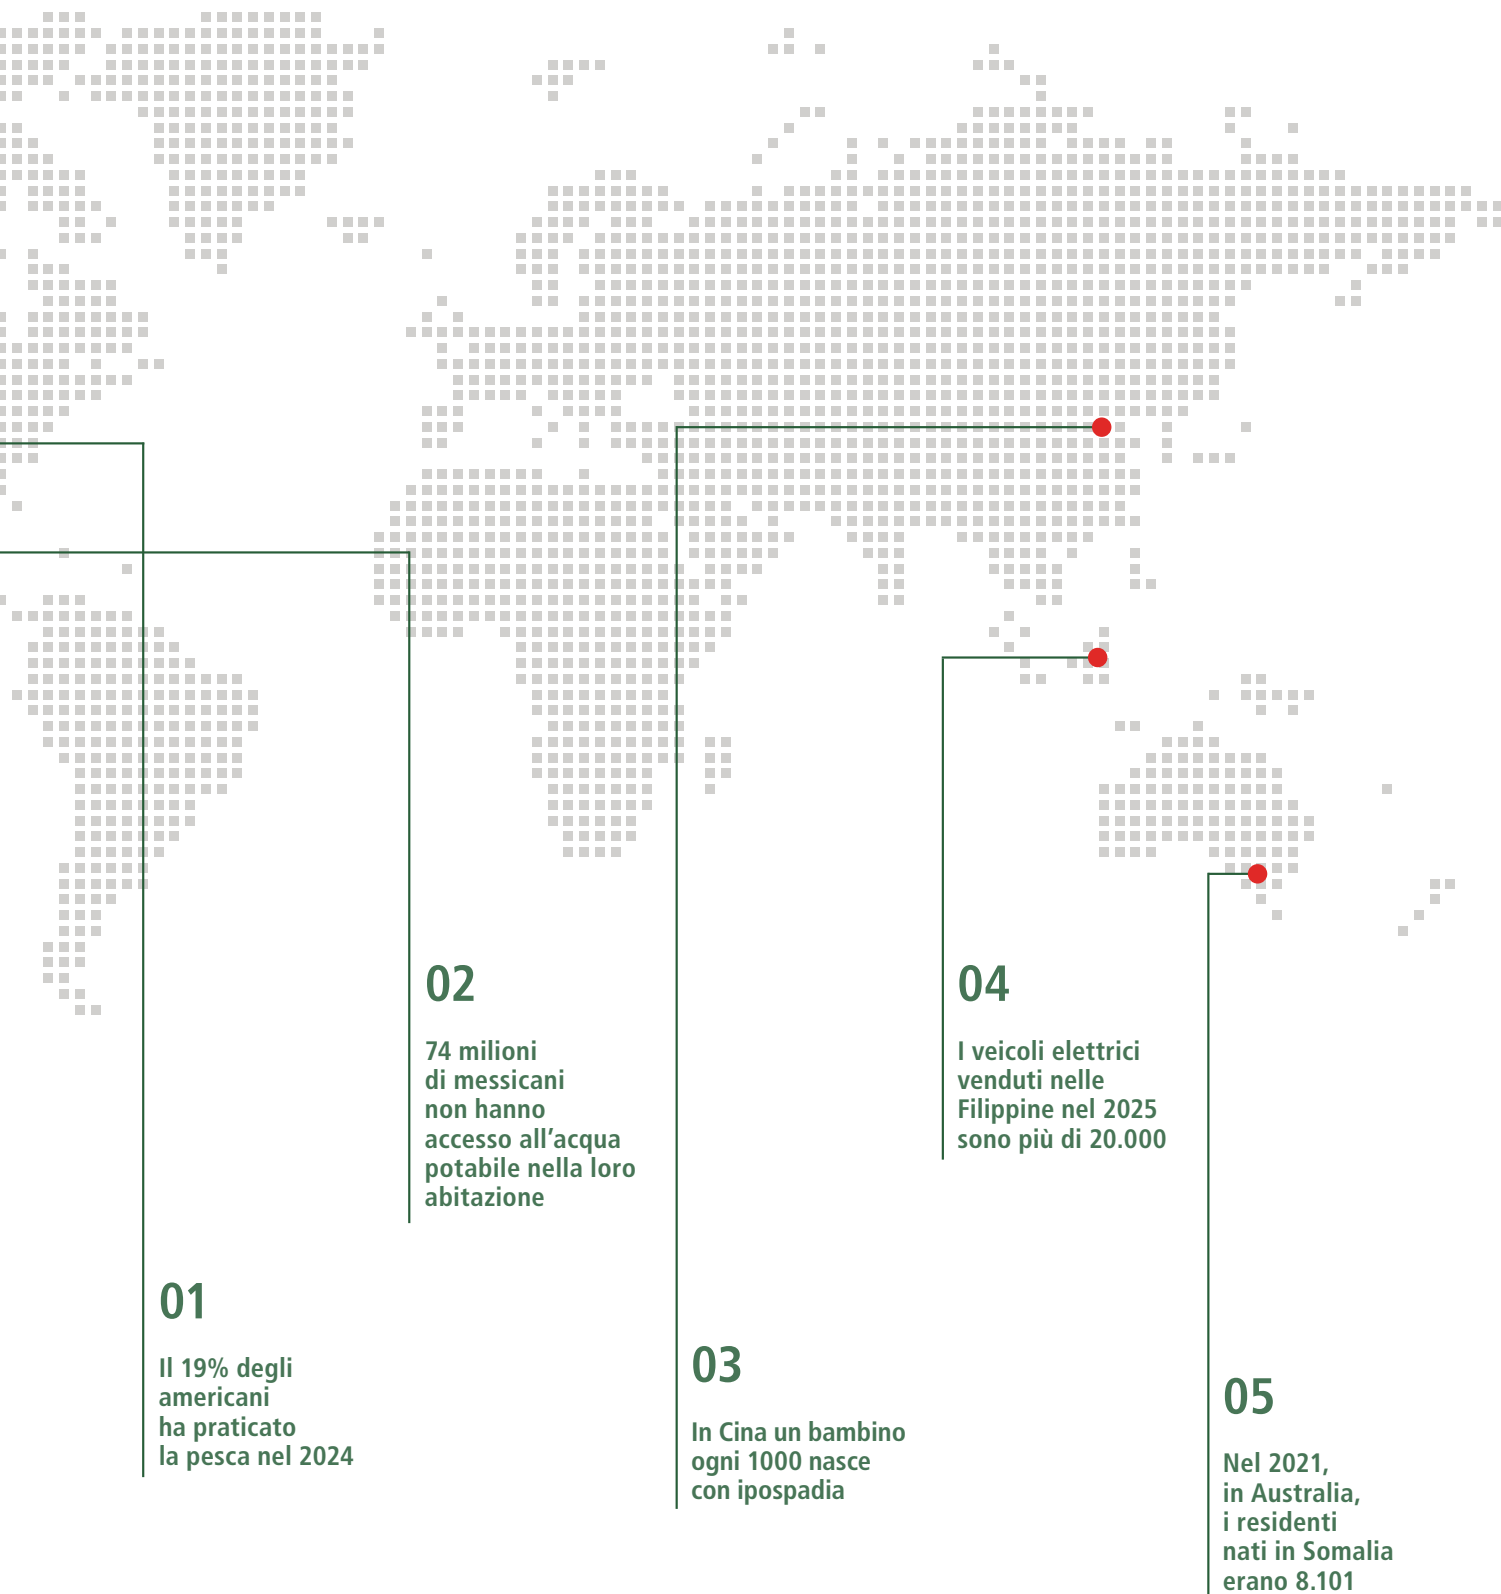 01
Il 19% degli
americani
ha praticato
la pesca nel 2024
02
74 milioni
di messicani
non hanno
accesso all’acqua
potabile nella loro
abitazione
03
In Cina un bambino
ogni 1000 nasce
con ipospadia
04
I veicoli elettrici
venduti nelle
Filippine nel 2025
sono più di 20.000
05
Nel 2021,
in Australia,
i residenti
nati in Somalia
erano 8.101